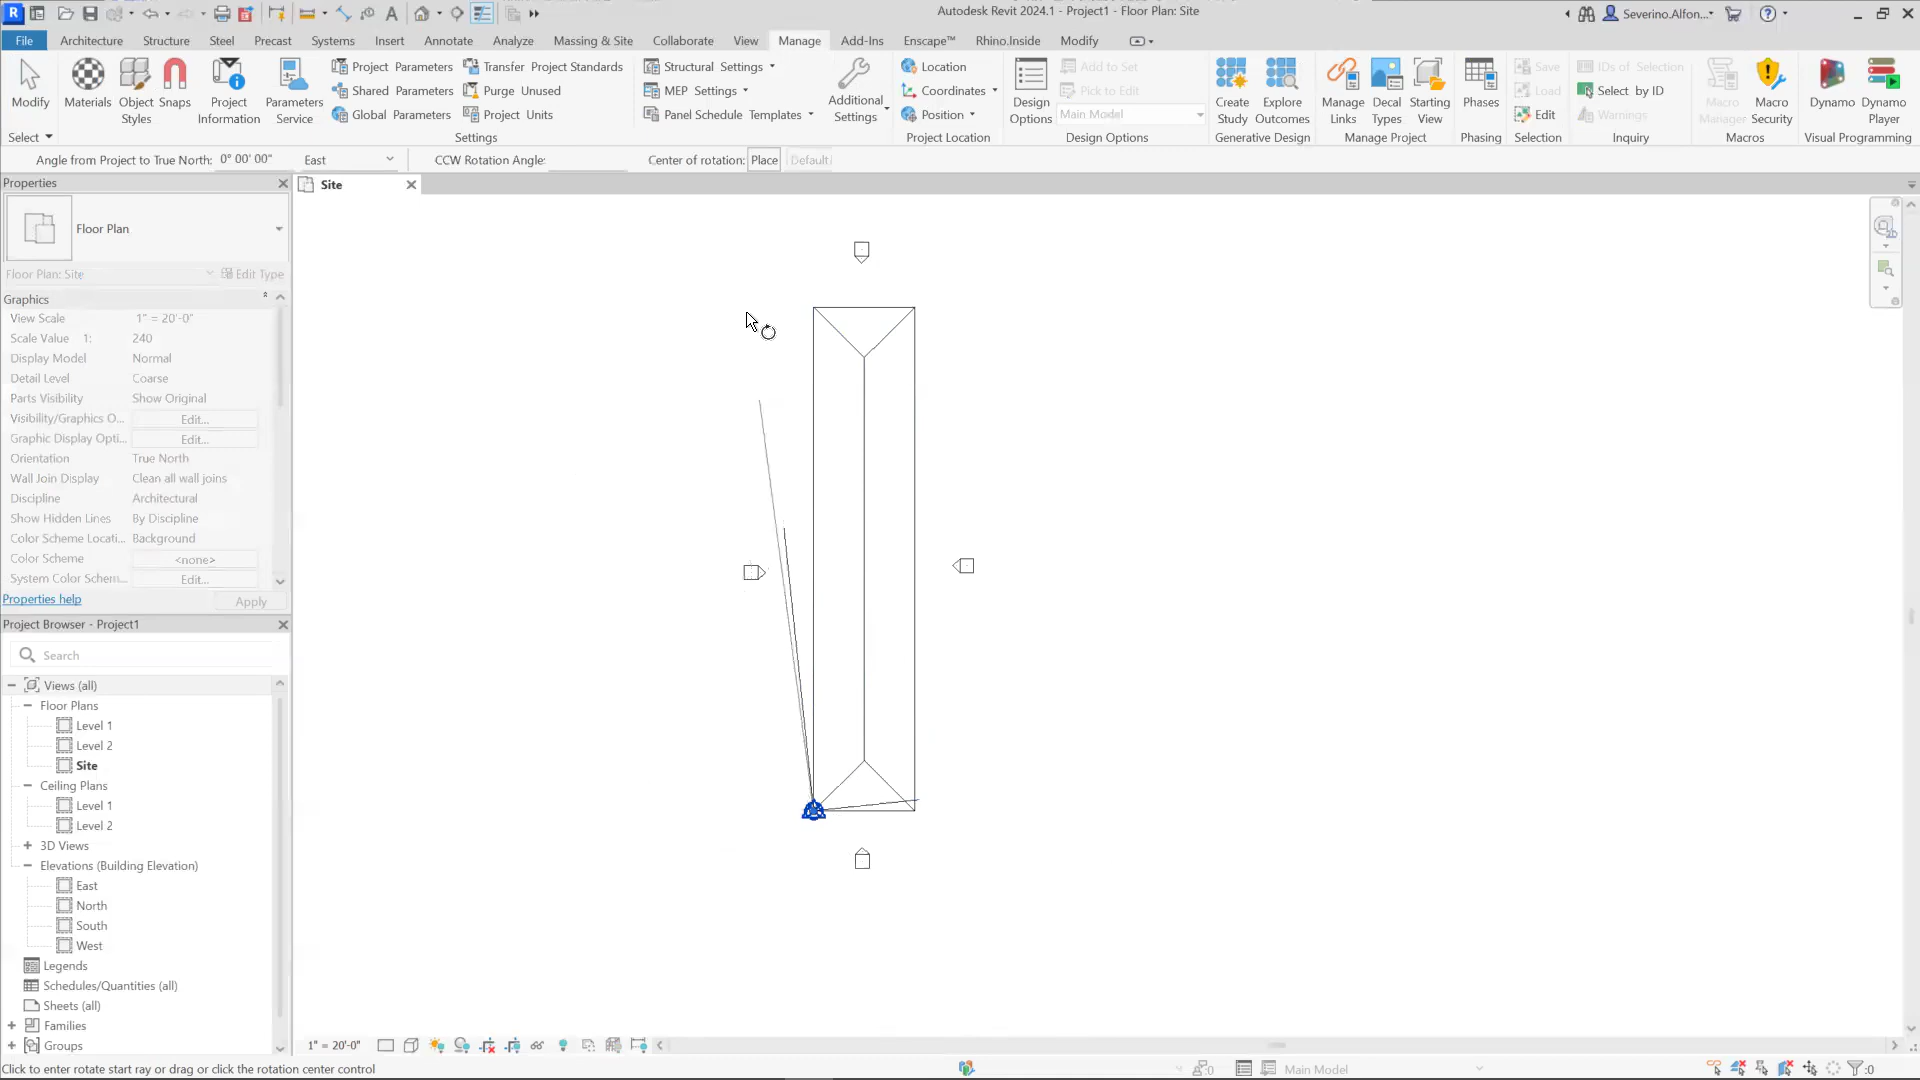 Autodesk Revit 2024.1 - Project1 - Floor Plan: Site
Severino.Alfon...
File Architecture Structure Steel Precast Systems Insert Annotate Analyze Massing & Site Collaborate View Manage Add-Ins Enscape™ Rhino.Inside Modify
Modify
Select
Materials
Object Styles
Snaps
Project Information
Parameters Service
Project Parameters
Shared Parameters
Global Parameters
Transfer Project Standards
Purge Unused
Project Units
Settings
Structural Settings
MEP Settings
Panel Schedule Templates
Additional Settings
Location
Coordinates
Position
Project Location
Design Options
Add to Set
Pick to Edit
Main Model
Design Options
Create Study
Explore Outcomes
Generative Design
Manage Links
Decal Types
Starting View
Manage Project
Phases
Phasing
Save
Load
Edit
Selection
IDs of Selection
Select by ID
Warnings
Inquiry
Macro Manager
Macro Security
Macros
Dynamo
Dynamo Player
Visual Programming
Angle from Project to True North: 0° 00' 00" East CCW Rotation Angle: Center of rotation: Place Default
Properties
Site
Floor Plan
Floor Plan: Site Edit Type
Graphics
View Scale 1" = 20'-0"
Scale Value 1: 240
Display Model Normal
Detail Level Coarse
Parts Visibility Show Original
Visibility/Graphics O... Edit...
Graphic Display Opti... Edit...
Orientation True North
Wall Join Display Clean all wall joins
Discipline Architectural
Show Hidden Lines By Discipline
Color Scheme Locati... Background
Color Scheme <none>
System Color Schem... Edit...
Properties help Apply
Project Browser - Project1
Search
Views (all)
Floor Plans
Level 1
Level 2
Site
Ceiling Plans
Level 1
Level 2
3D Views
Elevations (Building Elevation)
East
North
South
West
Legends
Schedules/Quantities (all)
Sheets (all)
Families
Groups
1" = 20'-0"
Click to enter rotate start ray or drag or click the rotation center control
:0
Main Model
:0